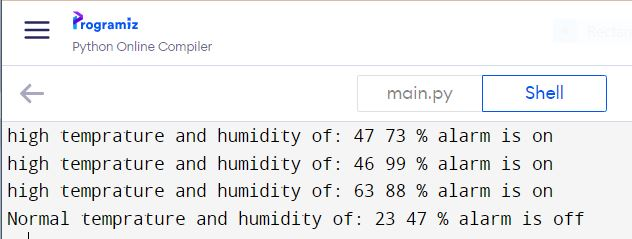 Programiz
Python Online Compiler
main.py Shell
high temprature and humidity of: 47 73 % alarm is on
high temprature and humidity of: 46 99 % alarm is on
high temprature and humidity of: 63 88 % alarm is on
Normal temprature and humidity of: 23 47 % alarm is off